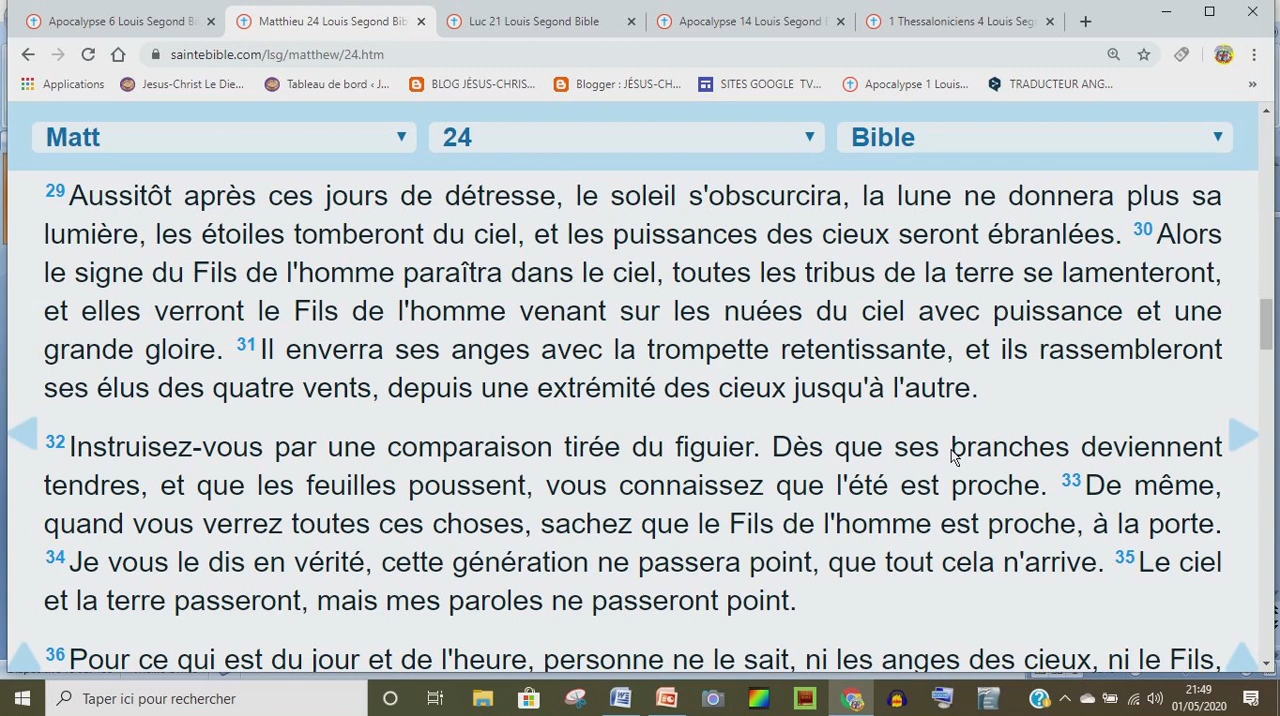 Apocalypse 6 Louis Segond Bi
Matthieu 24 Louis Segond Bib
Luc 21 Louis Segond Bible
Apocalypse 14 Louis Segond
1 Thessaloniciens 4 Louis Seg
saintebible.com/lsg/matthew/24.htm
Applications
Jesus-Christ Le Die...
Tableau de bord ‹ J...
BLOG JÉSUS-CHRIS...
Blogger : JÉSUS-CH...
SITES GOOGLE TV...
Apocalypse 1 Louis...
TRADUCTEUR ANG...
»
Matt
24
Bible
29 Aussitôt après ces jours de détresse, le soleil s'obscurcira, la lune ne donnera plus sa
lumière, les étoiles tomberont du ciel, et les puissances des cieux seront ébranlées. 30 Alors
le signe du Fils de l'homme paraîtra dans le ciel, toutes les tribus de la terre se lamenteront,
et elles verront le Fils de l'homme venant sur les nuées du ciel avec puissance et une
grande gloire. 31 Il enverra ses anges avec la trompette retentissante, et ils rassembleront
ses élus des quatre vents, depuis une extrémité des cieux jusqu'à l'autre.
32 Instruisez-vous par une comparaison tirée du figuier. Dès que ses branches deviennent
tendres, et que les feuilles poussent, vous connaissez que l'été est proche. 33 De même,
quand vous verrez toutes ces choses, sachez que le Fils de l'homme est proche, à la porte.
34 Je vous le dis en vérité, cette génération ne passera point, que tout cela n'arrive. 35 Le ciel
et la terre passeront, mais mes paroles ne passeront point.
36 Pour ce qui est du jour et de l'heure, personne ne le sait, ni les anges des cieux, ni le Fils,
Taper ici pour rechercher
21:49
01/05/2020